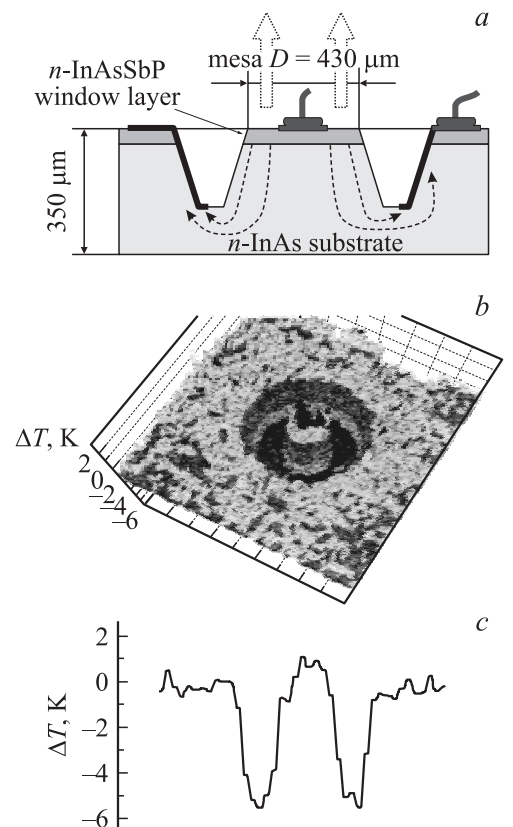 a
mesa D = 430 μm
n-InAsSbP
window layer
350 μm
n-InAs substrate
b
ΔT, K
2
0
–2
–4
–6
c
2
0
–2
–4
–6
ΔT, K